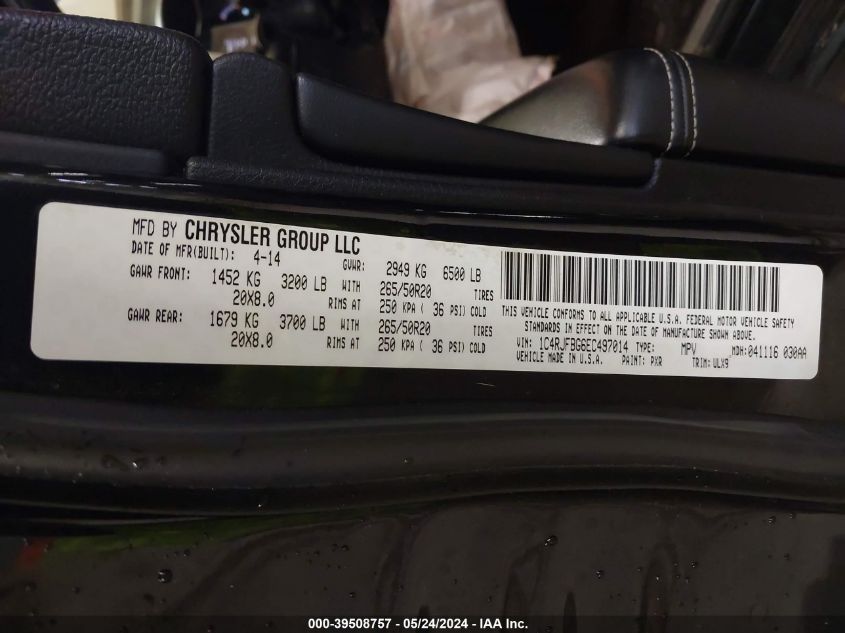 MFD BY CHRYSLER GROUP LLC
DATE OF MFR(BUILT): 4-14 GVWR: 2949 KG 6500 LB
GAWR FRONT: 1452 KG 3200 LB WITH 265/50R20 TIRES
20X8.0 RIMS AT 250 KPA ( 36 PSI) COLD
GAWR REAR: 1679 KG 3700 LB WITH 265/50R20 TIRES
20X8.0 RIMS AT 250 KPA ( 36 PSI) COLD
THIS VEHICLE CONFORMS TO ALL APPLICABLE U.S.A. FEDERAL MOTOR VEHICLE SAFETY
STANDARDS IN EFFECT ON THE DATE OF MANUFACTURE SHOWN ABOVE.
VIN: 1C4RJFBG6EC497014 TYPE: MPV MDH: 041116 030AA
VEHICLE MADE IN U.S.A. PAINT: PXR TRIM: ULX9
000-39508757 - 05/24/2024 - IAA Inc.